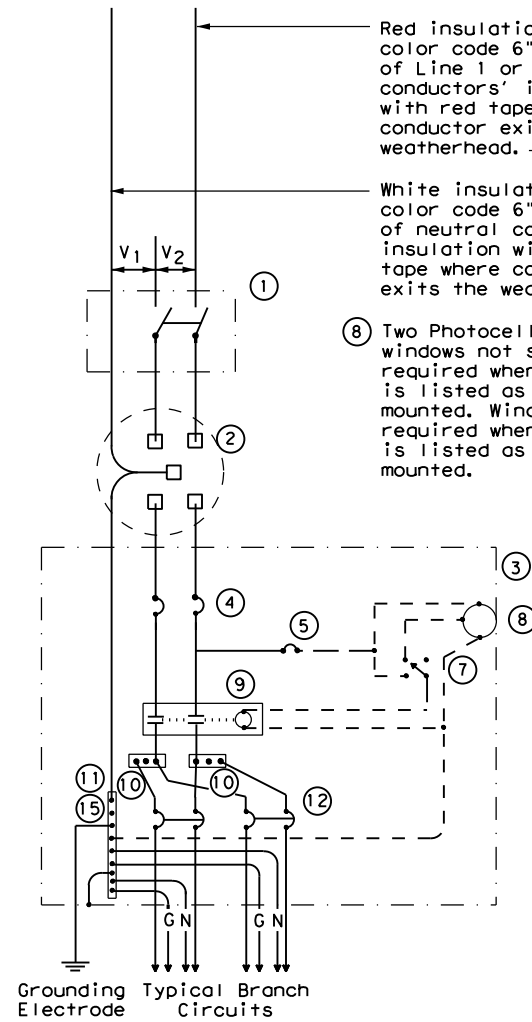 Red insulatio
color code 6"
of Line 1 or
conductors' i
with red tape
conductor exi
weatherhead.
White insulat
color code 6"
of neutral co
insulation wi
tape where co
exits the wea
V1 V2
1
8 Two Photocell
windows not s
required when
is listed as
mounted. Wind
required when
is listed as
mounted.
2
3
4
5
8
7
9
11
10
10
15
12
G N
G N
Grounding
Electrode
Typical Branch
Circuits